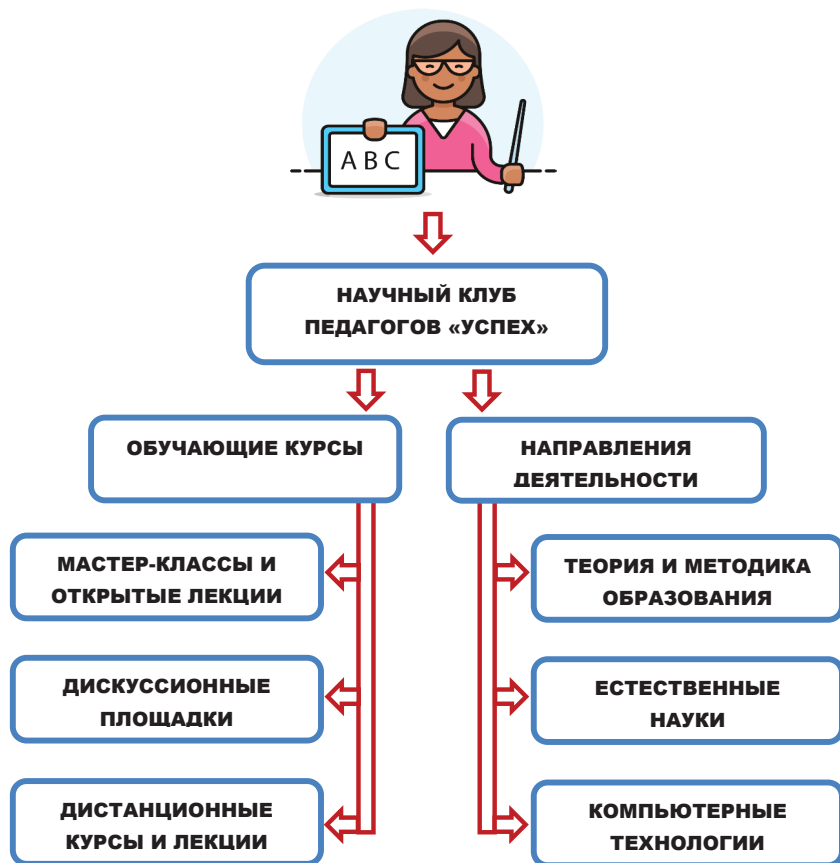 ABC
НАУЧНЫЙ КЛУБ
ПЕДАГОГОВ «УСПЕХ»
ОБУЧАЮЩИЕ КУРСЫ
НАПРАВЛЕНИЯ
ДЕЯТЕЛЬНОСТИ
МАСТЕР-КЛАССЫ И
ОТКРЫТЫЕ ЛЕКЦИИ
ТЕОРИЯ И МЕТОДИКА
ОБРАЗОВАНИЯ
ДИСКУССИОННЫЕ
ПЛОЩАДКИ
ЕСТЕСТВЕННЫЕ
НАУКИ
ДИСТАНЦИОННЫЕ
КУРСЫ И ЛЕКЦИИ
КОМПЬЮТЕРНЫЕ
ТЕХНОЛОГИИ